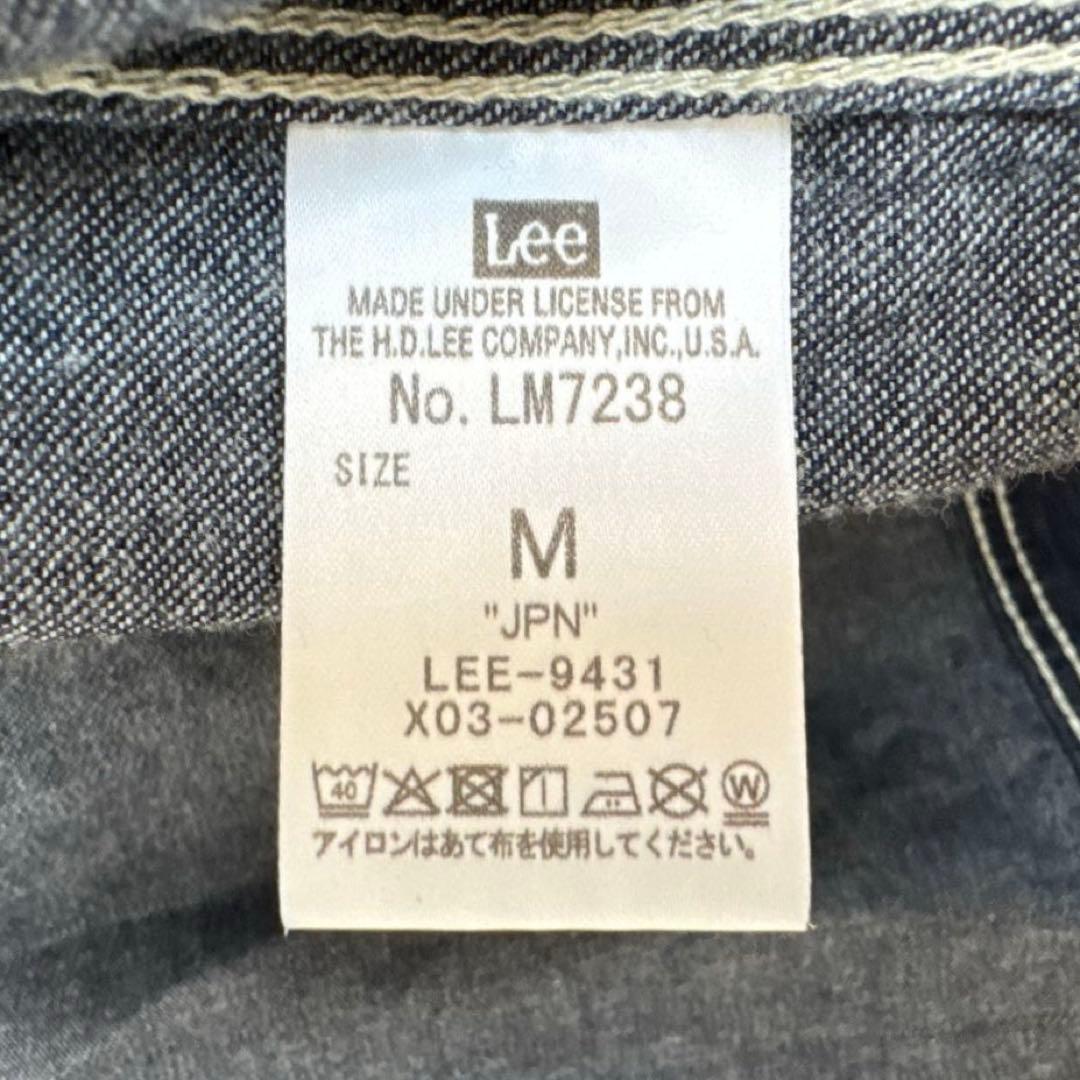 Lee
MADE UNDER LICENSE FROM
THE H.D.LEE COMPANY,INC.,U.S.A.
No. LM7238
SIZE
M
"JPN"
LEE-9431
X03-02507
40 W
アイロンはあて布を使用してください。